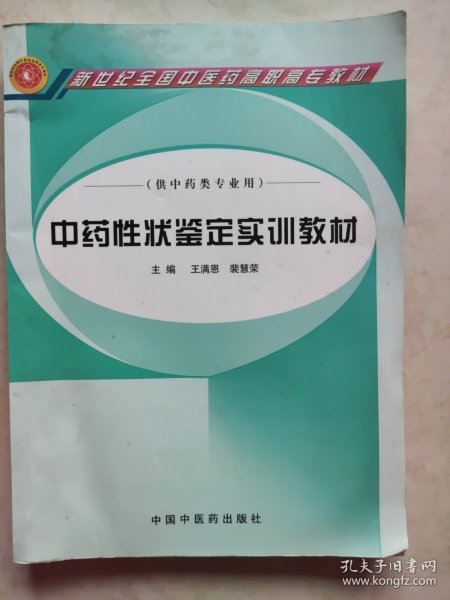 新世纪全国中医药高职高专教材
(供中药类专业用)
中药性状鉴定实训教材
主编 王满恩 裴慧荣
中国中医药出版社
孔夫子旧书网
www.kongfz.com